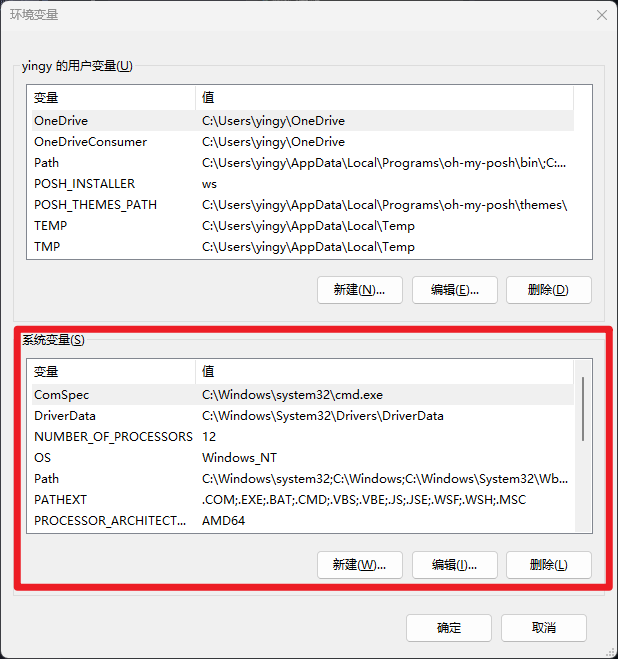 环境变量
yingy 的用户变量(U)
变量 值
OneDrive C:\Users\yingy\OneDrive
OneDriveConsumer C:\Users\yingy\OneDrive
Path C:\Users\yingy\AppData\Local\Programs\oh-my-posh\bin\;C:...
POSH_INSTALLER ws
POSH_THEMES_PATH C:\Users\yingy\AppData\Local\Programs\oh-my-posh\themes\
TEMP C:\Users\yingy\AppData\Local\Temp
TMP C:\Users\yingy\AppData\Local\Temp
新建(N)... 编辑(E)... 删除(D)
系统变量(S)
变量 值
ComSpec C:\Windows\system32\cmd.exe
DriverData C:\Windows\System32\Drivers\DriverData
NUMBER_OF_PROCESSORS 12
OS Windows_NT
Path C:\Windows\system32;C:\Windows;C:\Windows\System32\Wb...
PATHEXT .COM;.EXE;.BAT;.CMD;.VBS;.VBE;.JS;.JSE;.WSF;.WSH;.MSC
PROCESSOR_ARCHITECT... AMD64
新建(W)... 编辑(I)... 删除(L)
确定 取消